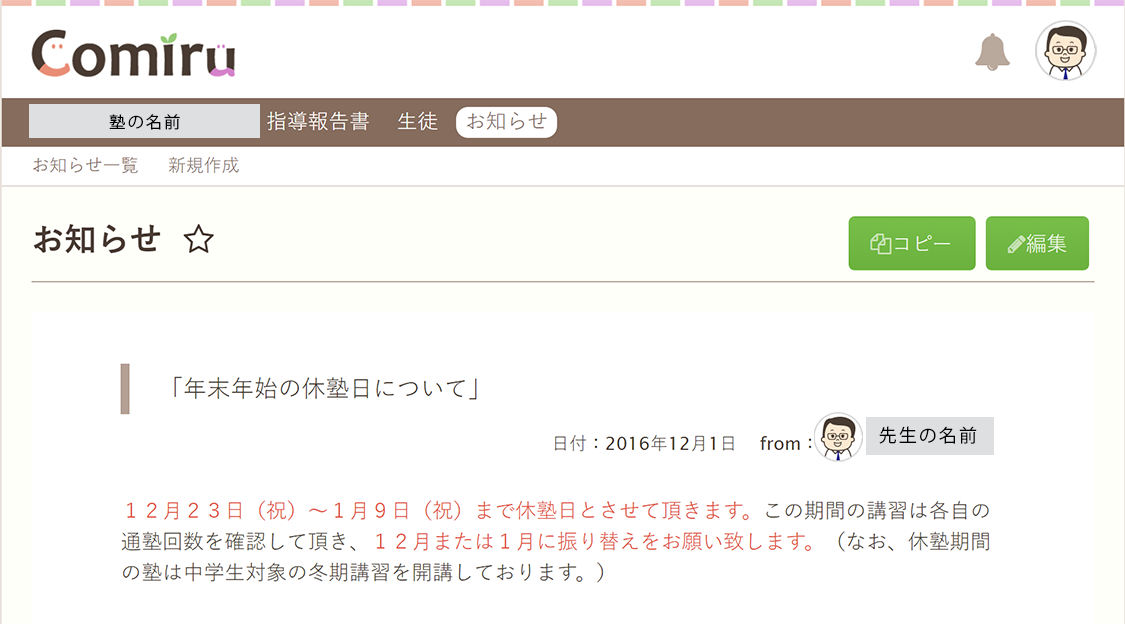 Comiru
塾の名前 指導報告書 生徒 お知らせ
お知らせ一覧 新規作成
お知らせ
コピー 編集
「年末年始の休塾日について」
日付：2016年12月1日 from： 先生の名前
１２月２３日（祝）～１月９日（祝）まで休塾日とさせて頂きます。この期間の講習は各自の
通塾回数を確認して頂き、１２月または１月に振り替えをお願い致します。（なお、休塾期間
の塾は中学生対象の冬期講習を開講しております。）